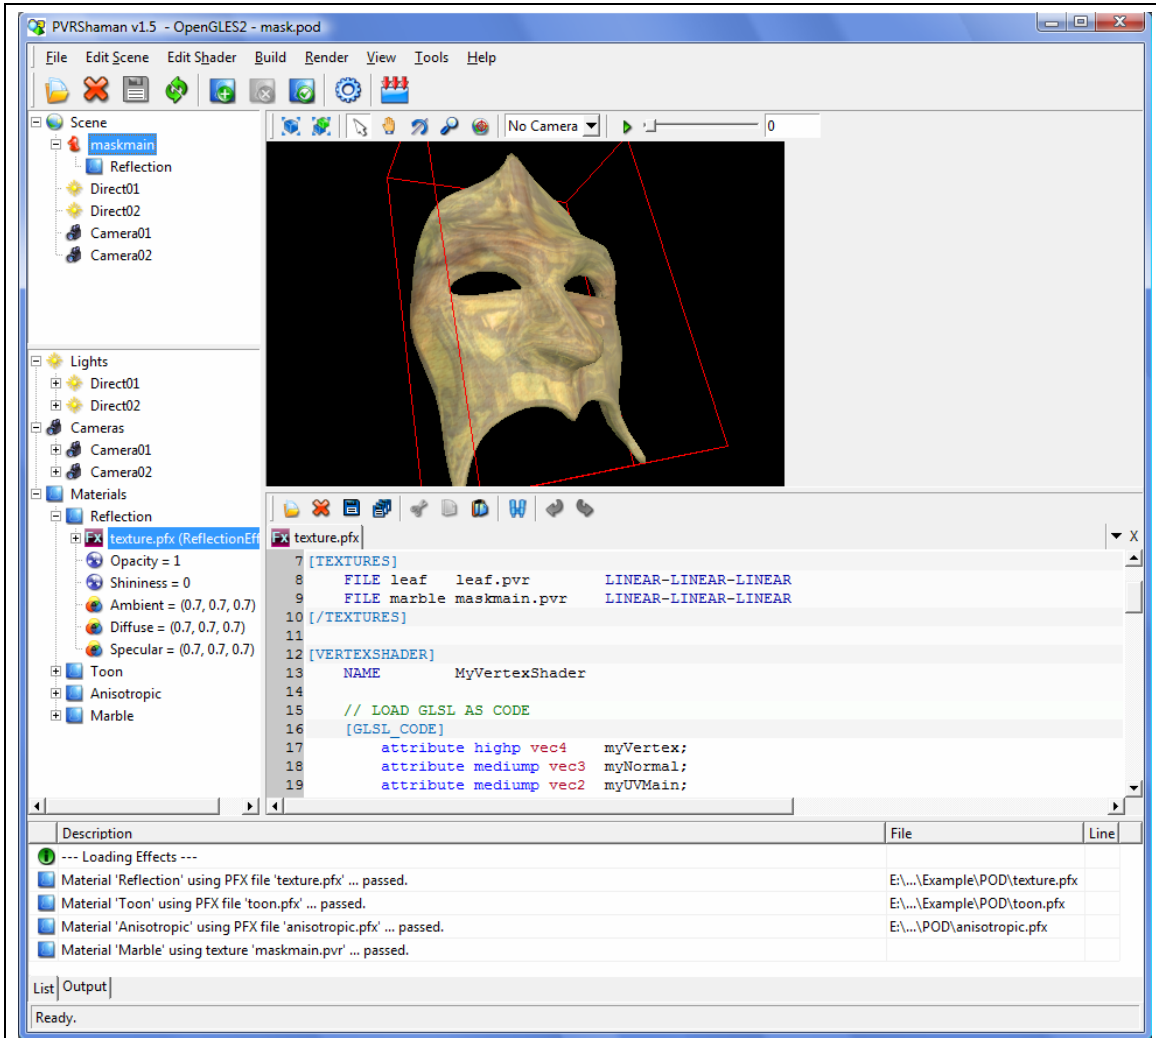 PVRShaman v1.5 - OpenGLES2 - mask.pod
File Edit Scene Edit Shader Build Render View Tools Help
Scene
maskmain
Reflection
Direct01
Direct02
Camera01
Camera02
No Camera
0
Lights
Direct01
Direct02
Cameras
Camera01
Camera02
Materials
Reflection
Fx texture.pfx (ReflectionEff
Opacity = 1
Shininess = 0
Ambient = (0.7, 0.7, 0.7)
Diffuse = (0.7, 0.7, 0.7)
Specular = (0.7, 0.7, 0.7)
Toon
Anisotropic
Marble
Fx texture.pfx X
7 [TEXTURES]
8 FILE leaf leaf.pvr LINEAR-LINEAR-LINEAR
9 FILE marble maskmain.pvr LINEAR-LINEAR-LINEAR
10 [/TEXTURES]
11
12 [VERTEXSHADER]
13 NAME MyVertexShader
14
15 // LOAD GLSL AS CODE
16 [GLSL_CODE]
17 attribute highp vec4 myVertex;
18 attribute mediump vec3 myNormal;
19 attribute mediump vec2 myUVMain;
Description File Line
--- Loading Effects ---
Material 'Reflection' using PFX file 'texture.pfx' ... passed. E:\...\Example\POD\texture.pfx
Material 'Toon' using PFX file 'toon.pfx' ... passed. E:\...\Example\POD\toon.pfx
Material 'Anisotropic' using PFX file 'anisotropic.pfx' ... passed. E:\...\POD\anisotropic.pfx
Material 'Marble' using texture 'maskmain.pvr' ... passed.
List Output
Ready.